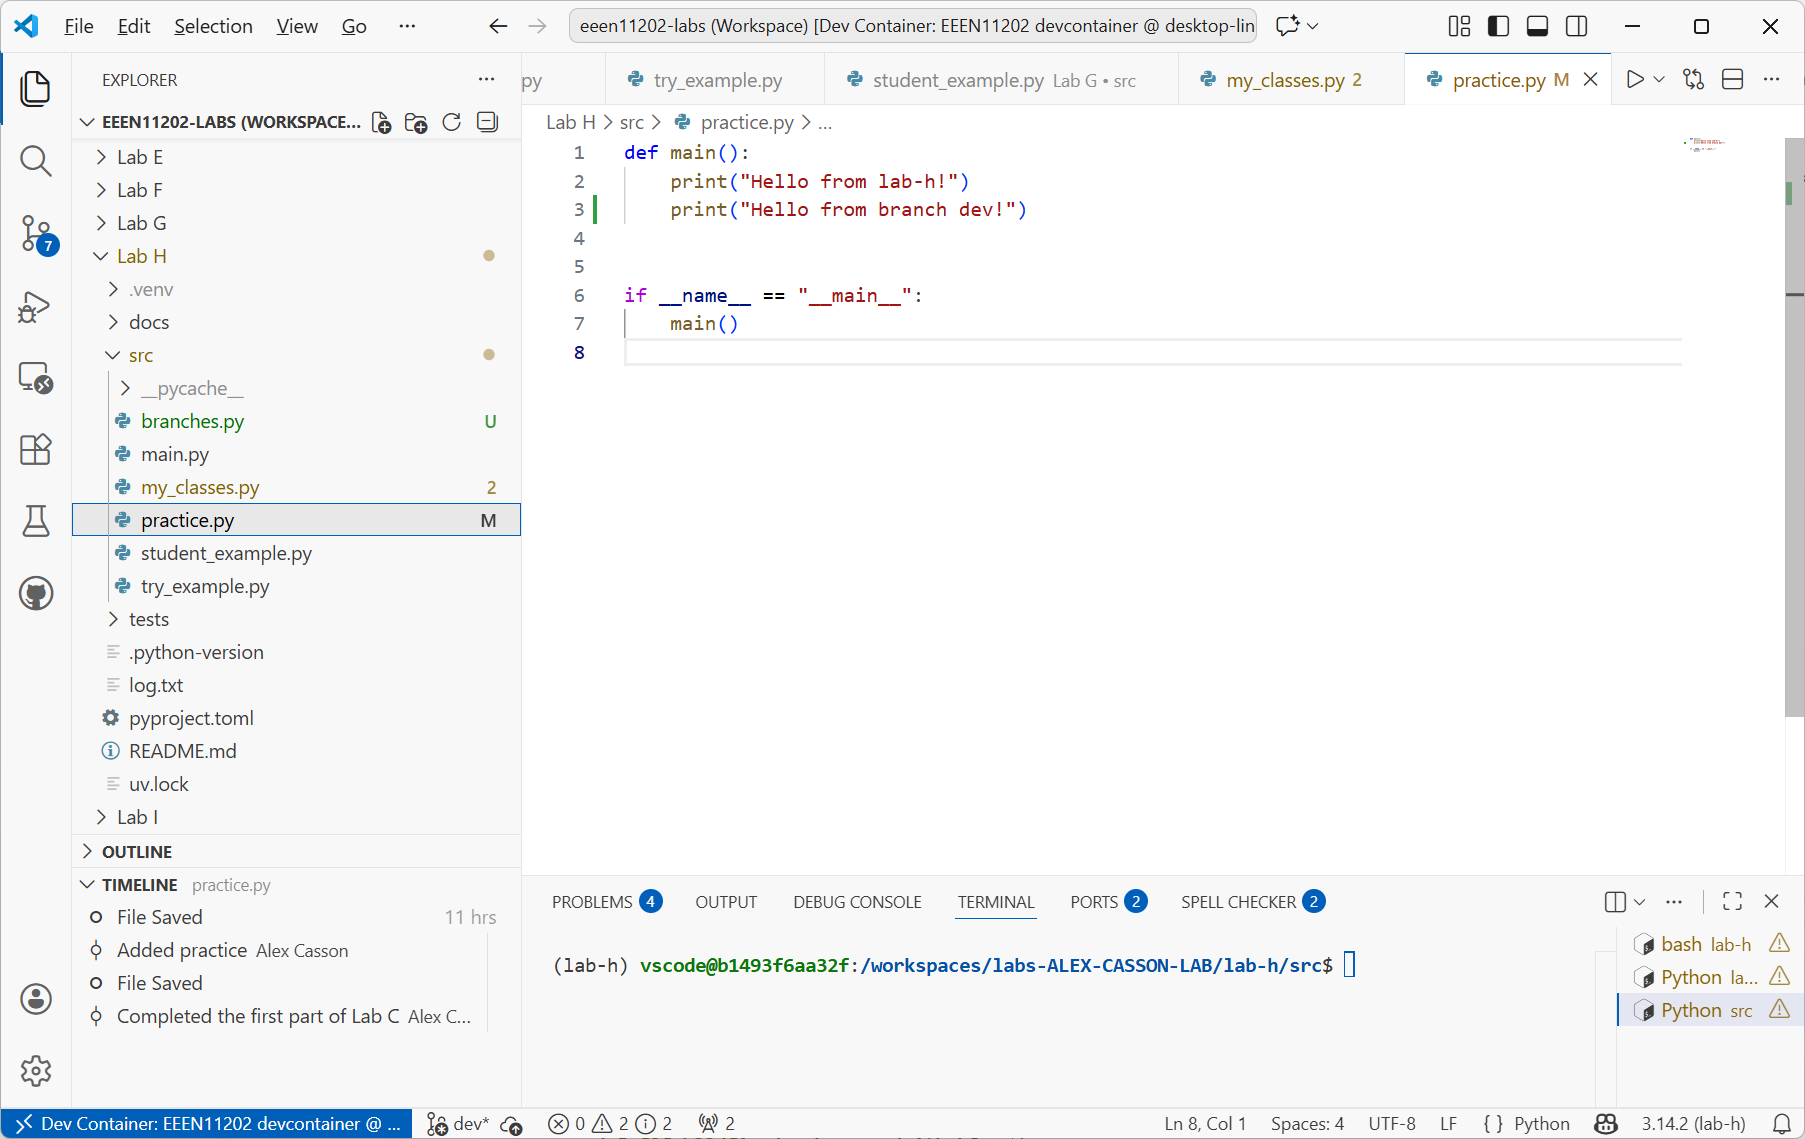 File Edit Selection View Go
eeen11202-labs (Workspace) [Dev Container: EEEN11202 devcontainer @ desktop-lin
EXPLORER
EEEN11202-LABS (WORKSPACE...
Lab E
Lab F
Lab G
Lab H
.venv
docs
src
__pycache__
branches.py U
main.py
my_classes.py 2
practice.py M
student_example.py
try_example.py
tests
.python-version
log.txt
pyproject.toml
README.md
uv.lock
Lab I
OUTLINE
TIMELINE practice.py
File Saved 11 hrs
Added practice Alex Casson
File Saved
Completed the first part of Lab C Alex C...
7
py
try_example.py
student_example.py Lab G • src
my_classes.py 2
practice.py M
Lab H > src > practice.py > ...
1 def main():
2 print("Hello from lab-h!")
3 print("Hello from branch dev!")
4
5
6 if __name__ == "__main__":
7 main()
8
PROBLEMS 4 OUTPUT DEBUG CONSOLE TERMINAL PORTS 2 SPELL CHECKER 2
(lab-h) vscode@b1493f6aa32f:/workspaces/labs-ALEX-CASSON-LAB/lab-h/src$
bash lab-h
Python la...
Python src
Dev Container: EEEN11202 devcontainer @ ... dev* 0 2 2 2 Ln 8, Col 1 Spaces: 4 UTF-8 LF { } Python 3.14.2 (lab-h)